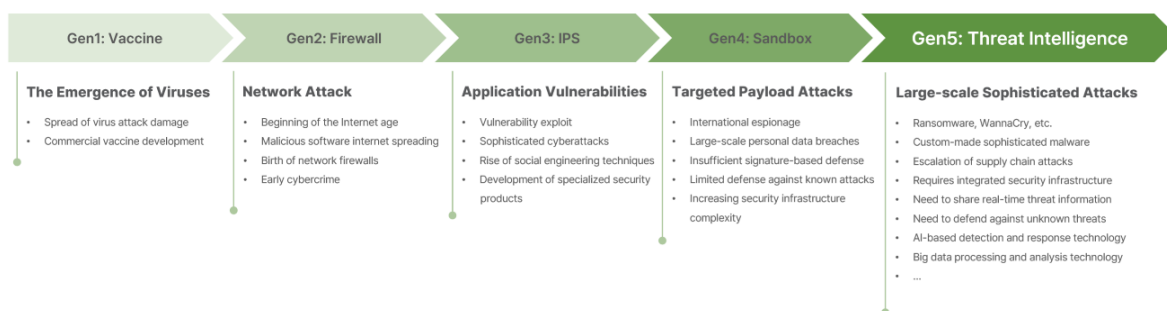 Gen1: Vaccine
Gen2: Firewall
Gen3: IPS
Gen4: Sandbox
Gen5: Threat Intelligence
The Emergence of Viruses
• Spread of virus attack damage
• Commercial vaccine development
Network Attack
• Beginning of the Internet age
• Malicious software internet spreading
• Birth of network firewalls
• Early cybercrime
Application Vulnerabilities
• Vulnerability exploit
• Sophisticated cyberattacks
• Rise of social engineering techniques
• Development of specialized security
products
Targeted Payload Attacks
• International espionage
• Large-scale personal data breaches
• Insufficient signature-based defense
• Limited defense against known attacks
• Increasing security infrastructure
complexity
Large-scale Sophisticated Attacks
• Ransomware, WannaCry, etc.
• Custom-made sophisticated malware
• Escalation of supply chain attacks
• Requires integrated security infrastructure
• Need to share real-time threat information
• Need to defend against unknown threats
• AI-based detection and response technology
• Big data processing and analysis technology
• ...